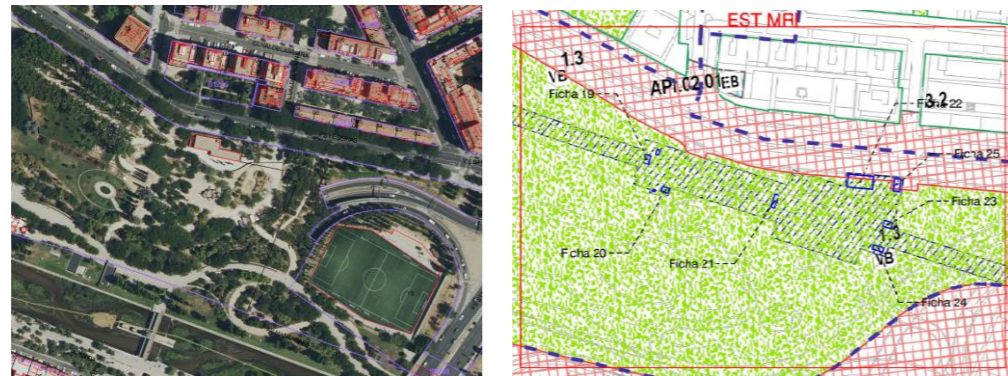 EST MRI
1.3
VB
API.02.01
EB
3.2
Ficha 19
Ficha 22
Ficha 25
Ficha 23
Ficha 20
Ficha 21
VB
Ficha 24